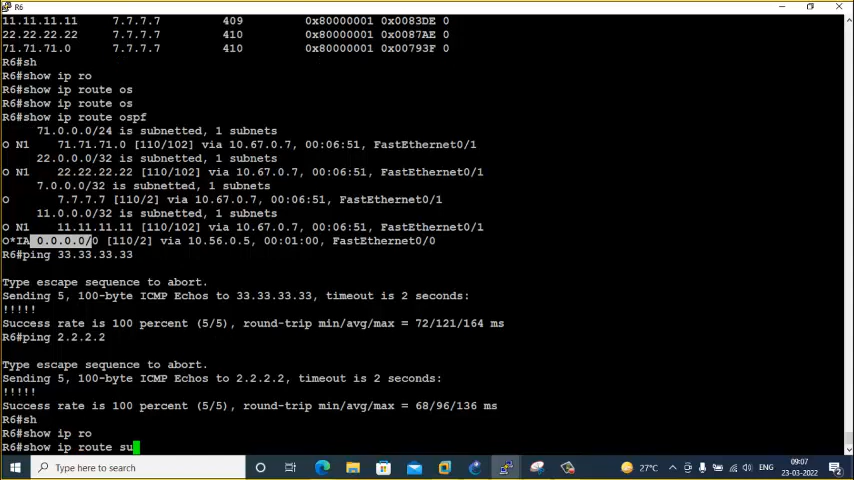 R6
11.11.11.11     7.7.7.7         409         0x80000001 0x0083DE 0
22.22.22.22     7.7.7.7         410         0x80000001 0x0087AE 0
71.71.71.0      7.7.7.7         410         0x80000001 0x00793F 0
R6#sh
R6#show ip ro
R6#show ip route os
R6#show ip route os
R6#show ip route ospf
     71.0.0.0/24 is subnetted, 1 subnets
O N1    71.71.71.0 [110/102] via 10.67.0.7, 00:06:51, FastEthernet0/1
     22.0.0.0/32 is subnetted, 1 subnets
O N1    22.22.22.22 [110/102] via 10.67.0.7, 00:06:51, FastEthernet0/1
     7.0.0.0/32 is subnetted, 1 subnets
O       7.7.7.7 [110/2] via 10.67.0.7, 00:06:51, FastEthernet0/1
     11.0.0.0/32 is subnetted, 1 subnets
O N1    11.11.11.11 [110/102] via 10.67.0.7, 00:06:51, FastEthernet0/1
O*IA 0.0.0.0/0 [110/2] via 10.56.0.5, 00:01:00, FastEthernet0/0
R6#ping 33.33.33.33
Type escape sequence to abort.
Sending 5, 100-byte ICMP Echos to 33.33.33.33, timeout is 2 seconds:
!!!!!
Success rate is 100 percent (5/5), round-trip min/avg/max = 72/121/164 ms
R6#ping 2.2.2.2
Type escape sequence to abort.
Sending 5, 100-byte ICMP Echos to 2.2.2.2, timeout is 2 seconds:
!!!!!
Success rate is 100 percent (5/5), round-trip min/avg/max = 68/96/136 ms
R6#sh
R6#show ip ro
R6#show ip route su
Type here to search
27°C
ENG
09:07
23-03-2022
2